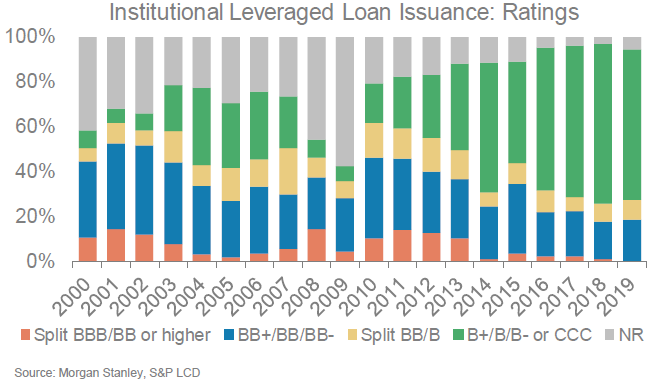 Institutional Leveraged Loan Issuance: Ratings
100%
80%
60%
40%
20%
0%
2000 2001 2002 2003 2004 2005 2006 2007 2008 2009 2010 2011 2012 2013 2014 2015 2016 2017 2018 2019
Split BBB/BB or higher BB+/BB/BB- Split BB/B B+/B/B- or CCC NR
Source: Morgan Stanley, S&P LCD